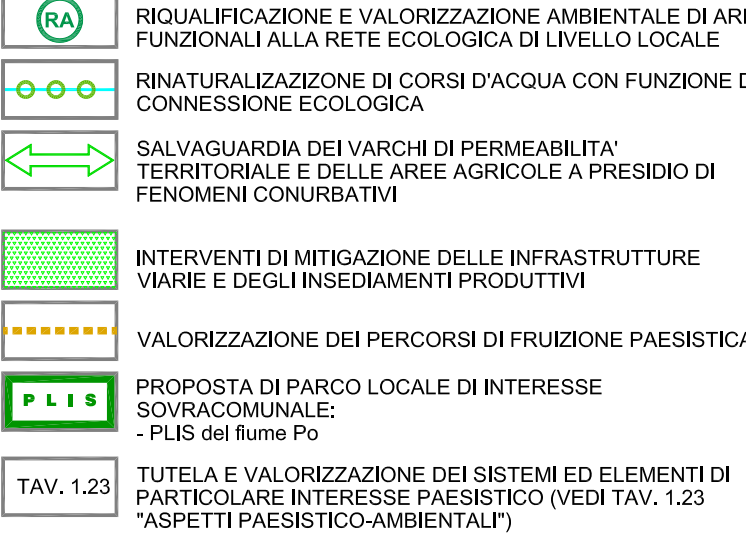 RA
RIQUALIFICAZIONE E VALORIZZAZIONE AMBIENTALE DI
FUNZIONALI ALLA RETE ECOLOGICA DI LIVELLO LOCALE
RINATURALIZAZIZONE DI CORSI D'ACQUA CON FUNZIONE
CONNESSIONE ECOLOGICA
SALVAGUARDIA DEI VARCHI DI PERMEABILITA'
TERRITORIALE E DELLE AREE AGRICOLE A PRESIDIO DI
FENOMENI CONURBATIVI
INTERVENTI DI MITIGAZIONE DELLE INFRASTRUTTURE
VIARIE E DEGLI INSEDIAMENTI PRODUTTIVI
VALORIZZAZIONE DEI PERCORSI DI FRUIZIONE PAESISTICA
P L I S
PROPOSTA DI PARCO LOCALE DI INTERESSE
SOVRACOMUNALE:
- PLIS del fiume Po
TAV. 1.23
TUTELA E VALORIZZAZIONE DEI SISTEMI ED ELEMENTI DI
PARTICOLARE INTERESSE PAESISTICO (VEDI TAV. 1.23
"ASPETTI PAESISTICO-AMBIENTALI")